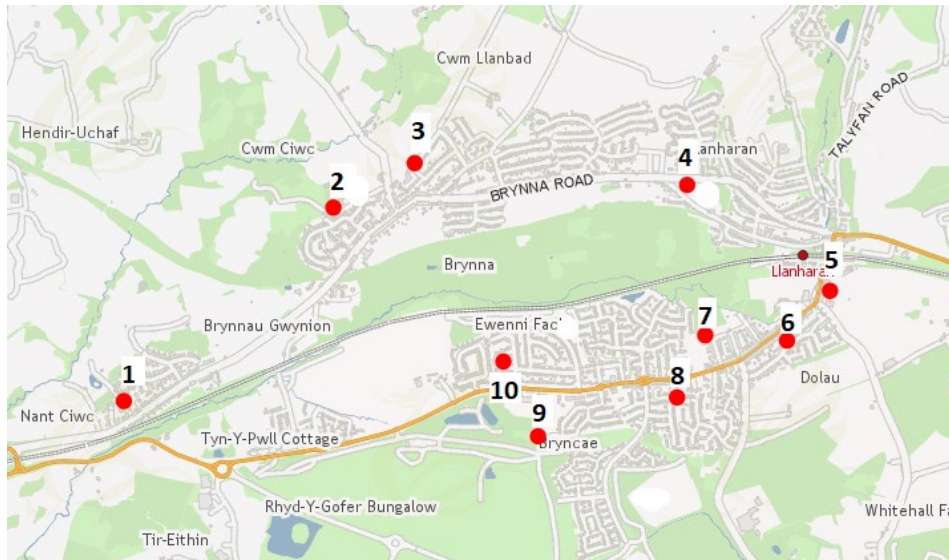 Cwm Llanbad
TALYFAN ROAD
Hendir-Uchaf
3
Cwm Ciwc
4
anharan
2
BRYNNA ROAD
Brynna
5
Llanharan
Brynnau Gwynion
Ewenni Fac
7
6
1
10
8
Dolau
Nant Ciwc
9
Tyn-Y-Pwll Cottage
Bryncae
Rhyd-Y-Gofer Bungalow
Whitehall Fa
Tir-Eithin